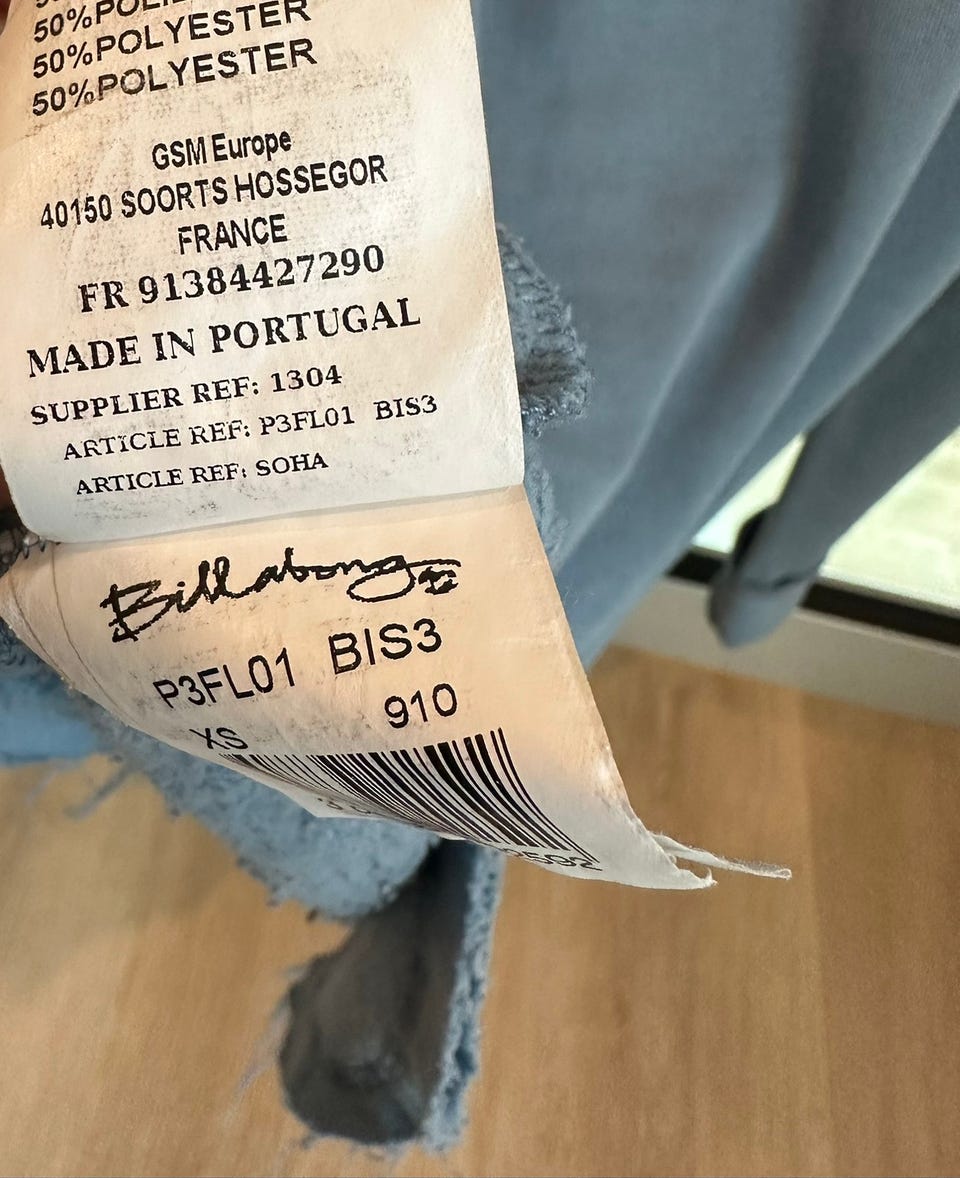 50%POLYESTER
50%POLYESTER
GSM Europe
40150 SOORTS HOSSEGOR
FRANCE
FR 91384427290
MADE IN PORTUGAL
SUPPLIER REF: 1304
ARTICLE REF: P3FL01 BIS3
ARTICLE REF: SOHA
Billabong
P3FL01 BIS3
XS 910